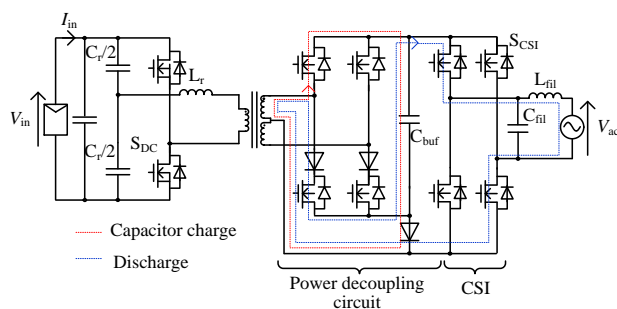 I_in
C_r/2
L_r
V_in
C_r/2
S_DC
C_buf
S_CSI
L_fil
C_fil
V_ac
Capacitor charge
Discharge
Power decoupling
circuit
CSI